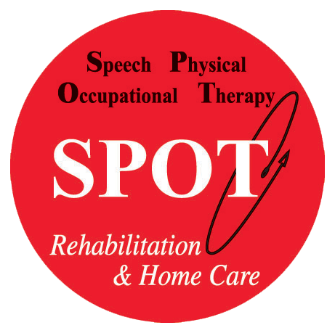 Speech Physical
Occupational Therapy
SPOT
Rehabilitation
& Home Care